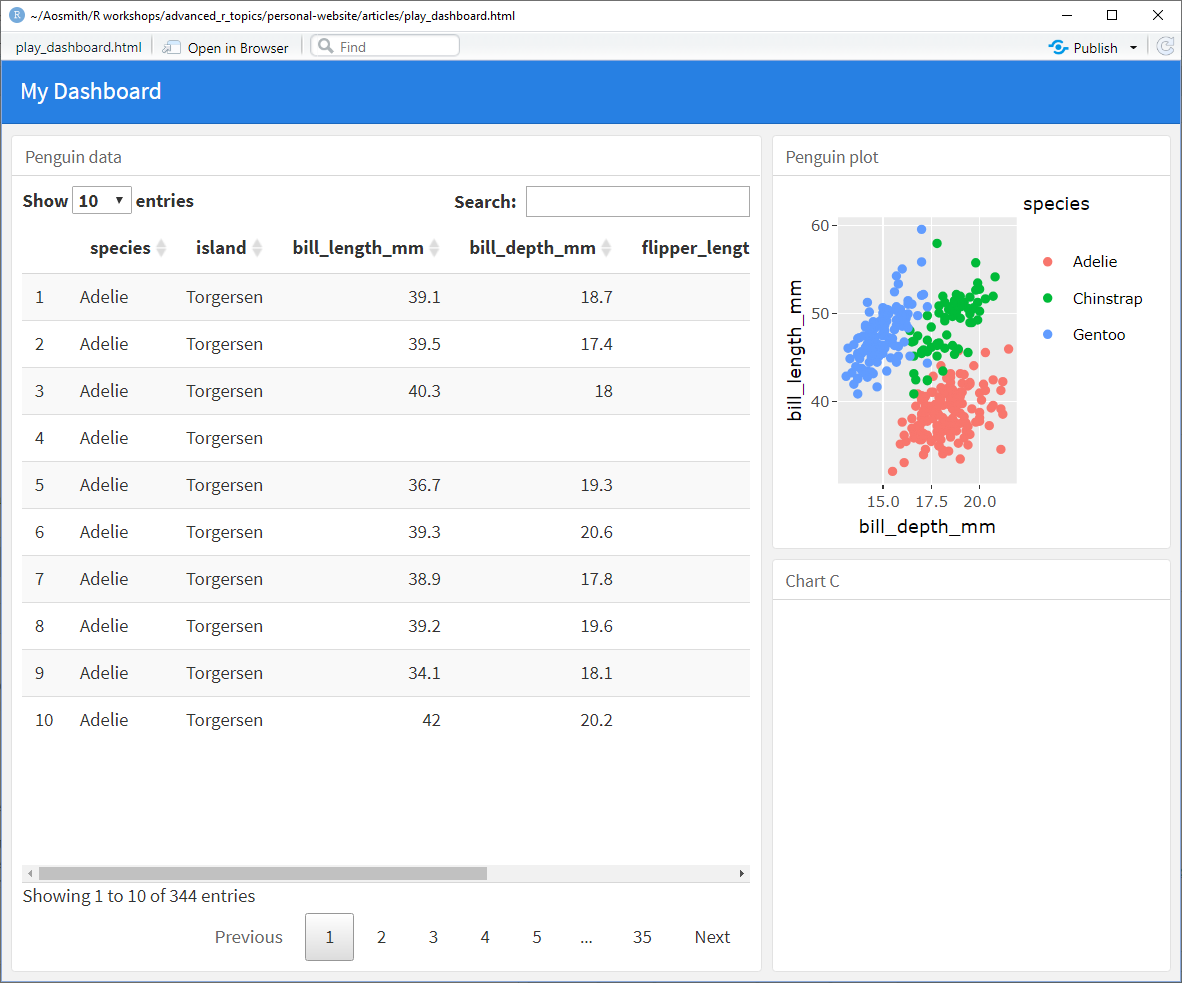 R ~/Aosmith/R workshops/advanced_r_topics/personal-website/articles/play_dashboard.html
play_dashboard.html Open in Browser Find Publish
My Dashboard
Penguin data
Show 10 entries Search:
species island bill_length_mm bill_depth_mm flipper_lengt
1 Adelie Torgersen 39.1 18.7
2 Adelie Torgersen 39.5 17.4
3 Adelie Torgersen 40.3 18
4 Adelie Torgersen
5 Adelie Torgersen 36.7 19.3
6 Adelie Torgersen 39.3 20.6
7 Adelie Torgersen 38.9 17.8
8 Adelie Torgersen 39.2 19.6
9 Adelie Torgersen 34.1 18.1
10 Adelie Torgersen 42 20.2
Showing 1 to 10 of 344 entries
Previous 1 2 3 4 5 ... 35 Next
Penguin plot
species
Adelie
Chinstrap
Gentoo
60
50
40
bill_length_mm
15.0 17.5 20.0
bill_depth_mm
Chart C